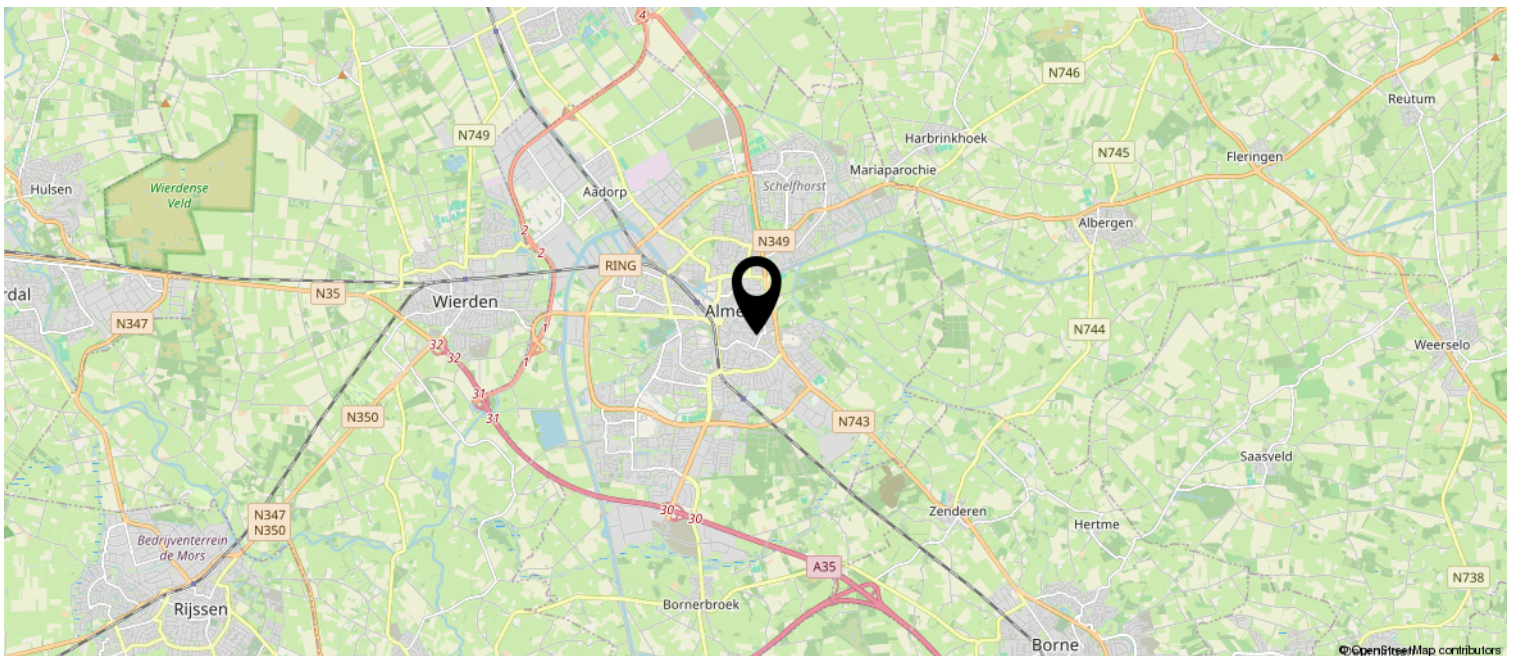 4
N746
Reutum
N749
Harbrinkhoek
N745
Fleringen
Mariaparochie
Hulsen
Wierdense
Veld
Aadorp
Schelfhorst
Albergen
2
2
N349
RING
N35
rdal
Wierden
Alme
N347
1
1
N744
Weerselo
32
32
31
31
N350
N743
Saasveld
30
30
Zenderen
Hertme
N347
N350
Bedrijventerrein
de Mors
A35
N738
Rijssen
Bornerbroek
Borne
© OpenStreetMap contributors